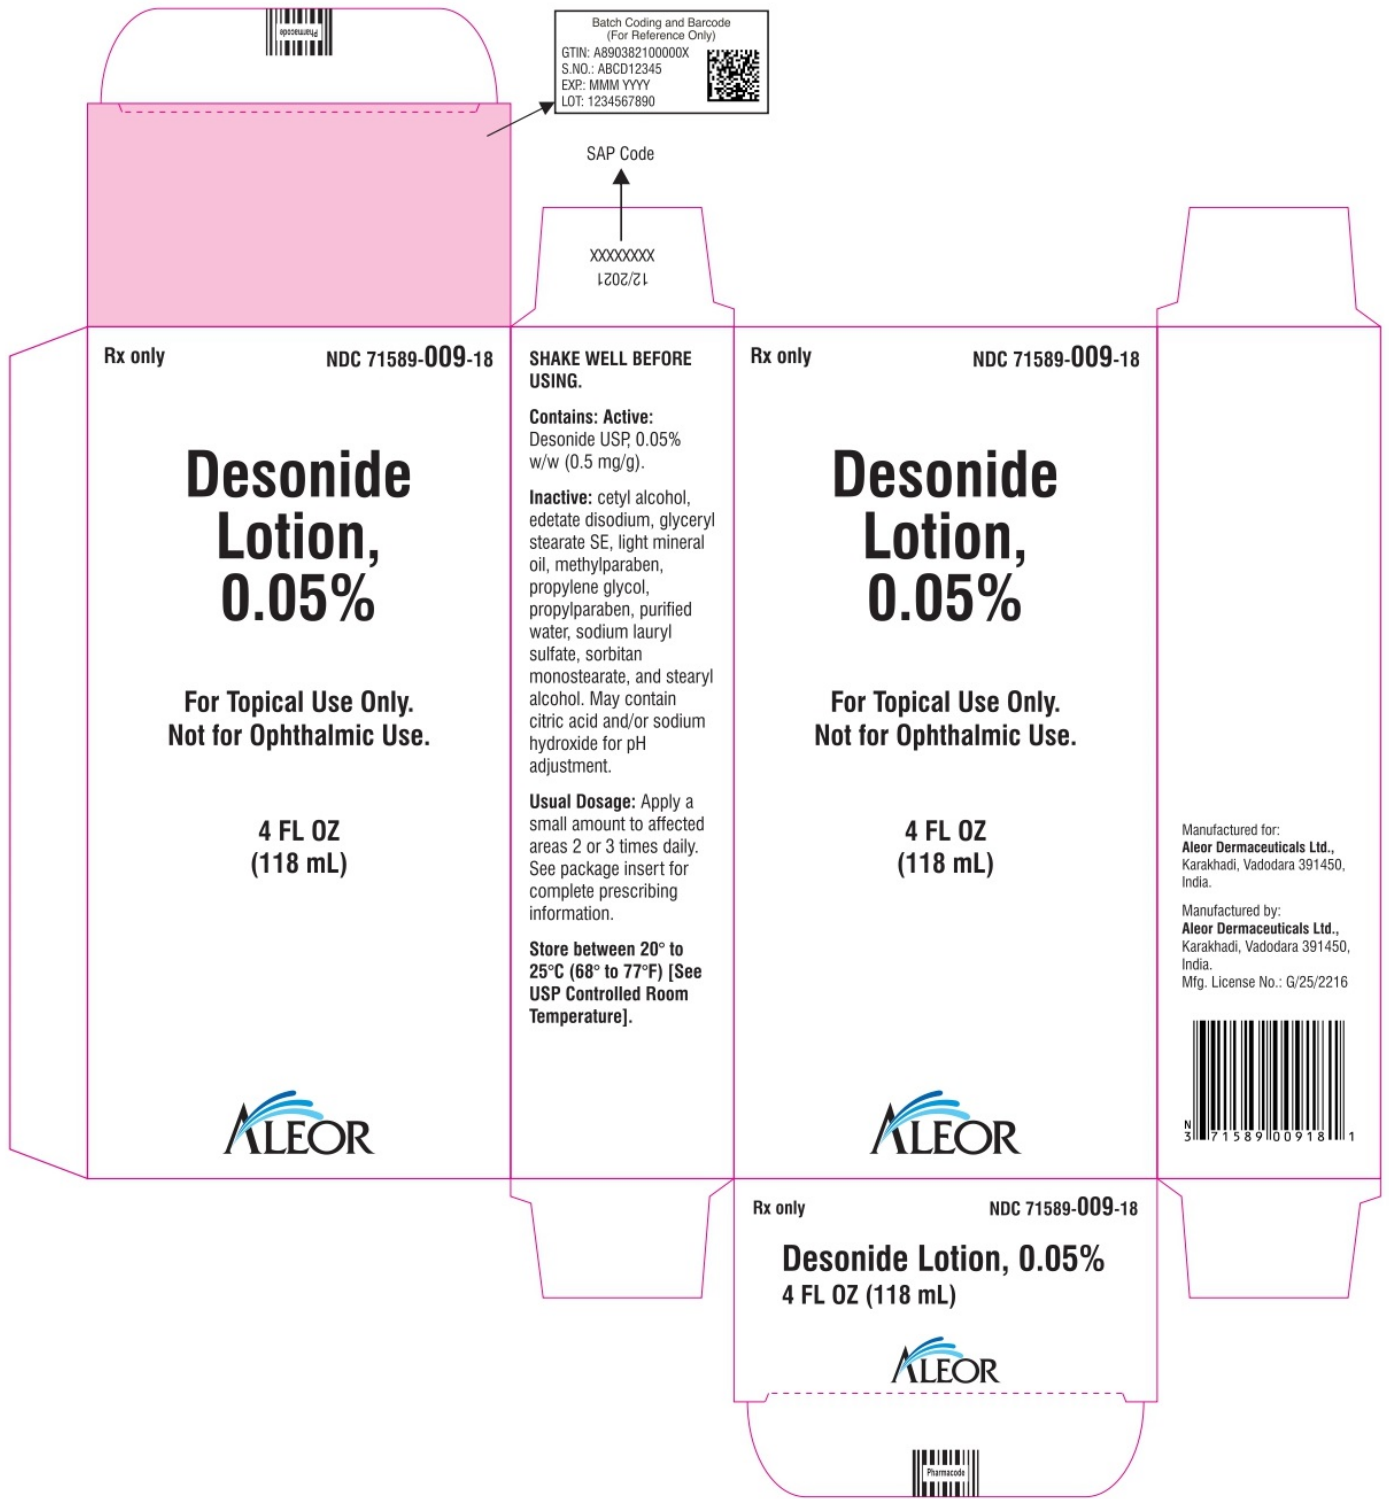 Pharmacode
Batch Coding and Barcode
(For Reference Only)
GTIN: A890382100000X
S.NO.: ABCD12345
EXP.: MMM YYYY
LOT: 1234567890
SAP Code
XXXXXXXX
12/2021
Rx only
NDC 71589-009-18
Desonide
Lotion,
0.05%
For Topical Use Only.
Not for Ophthalmic Use.
4 FL OZ
(118 mL)
ALEOR
SHAKE WELL BEFORE
USING.
Contains: Active:
Desonide USP, 0.05%
w/w (0.5 mg/g).
Inactive: cetyl alcohol,
edetate disodium, glyceryl
stearate SE, light mineral
oil, methylparaben,
propylene glycol,
propylparaben, purified
water, sodium lauryl
sulfate, sorbitan
monostearate, and stearyl
alcohol. May contain
citric acid and/or sodium
hydroxide for pH
adjustment.
Usual Dosage: Apply a
small amount to affected
areas 2 or 3 times daily.
See package insert for
complete prescribing
information.
Store between 20° to
25°C (68° to 77°F) [See
USP Controlled Room
Temperature].
Rx only
NDC 71589-009-18
Desonide
Lotion,
0.05%
For Topical Use Only.
Not for Ophthalmic Use.
4 FL OZ
(118 mL)
ALEOR
Manufactured for:
Aleor Dermaceuticals Ltd.,
Karakhadi, Vadodara 391450,
India.
Manufactured by:
Aleor Dermaceuticals Ltd.,
Karakhadi, Vadodara 391450,
India.
Mfg. License No.: G/25/2216
N
3 71589 00918 1
Rx only
NDC 71589-009-18
Desonide Lotion, 0.05%
4 FL OZ (118 mL)
ALEOR
Pharmacode